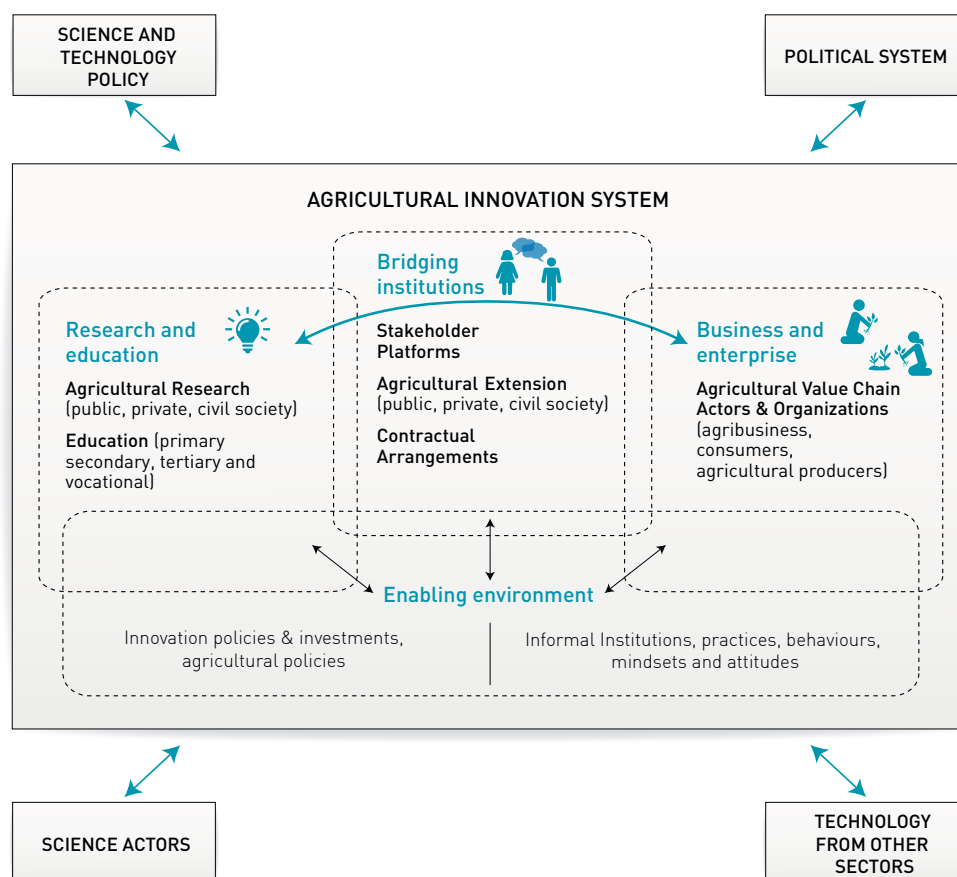 SCIENCE AND
TECHNOLOGY
POLICY
POLITICAL SYSTEM
AGRICULTURAL INNOVATION SYSTEM
Bridging
institutions
Stakeholder
Platforms
Agricultural Extension
(public, private, civil society)
Contractual
Arrangements
Research and
education
Agricultural Research
(public, private, civil society)
Education (primary
secondary, tertiary and
vocational)
Business and
enterprise
Agricultural Value Chain
Actors & Organizations
(agribusiness,
consumers,
agricultural producers)
Enabling environment
Innovation policies & investments,
agricultural policies
Informal Institutions, practices, behaviours,
mindsets and attitudes
SCIENCE ACTORS
TECHNOLOGY
FROM OTHER
SECTORS